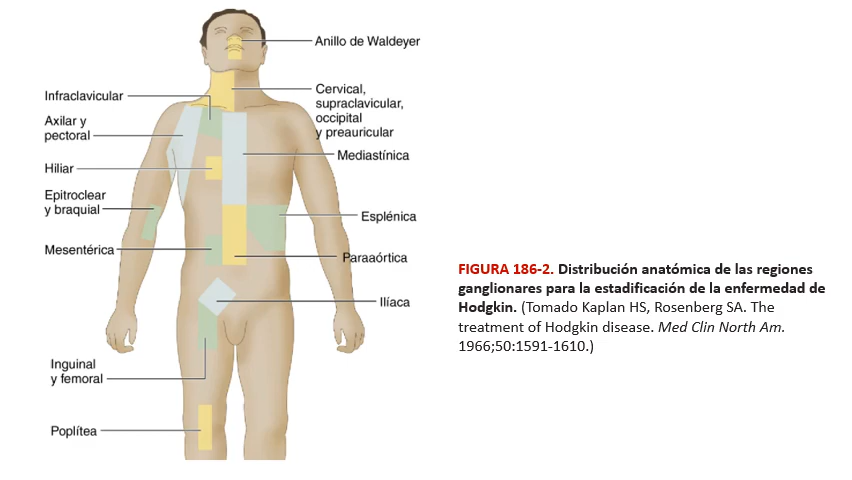 Anillo de Waldeyer
Infraclavicular
Cervical,
supraclavicular,
occipital
y preauricular
Axilar y
pectoral
Mediastínica
Hiliar
Epitroclear
y braquial
Esplénica
Mesentérica
Paraaórtica
Ilíaca
Inguinal
y femoral
Poplítea
FIGURA 186-2. Distribución anatómica de las regiones
ganglionares para la estadificación de la enfermedad de
Hodgkin. (Tomado Kaplan HS, Rosenberg SA. The
treatment of Hodgkin disease. Med Clin North Am.
1966;50:1591-1610.)